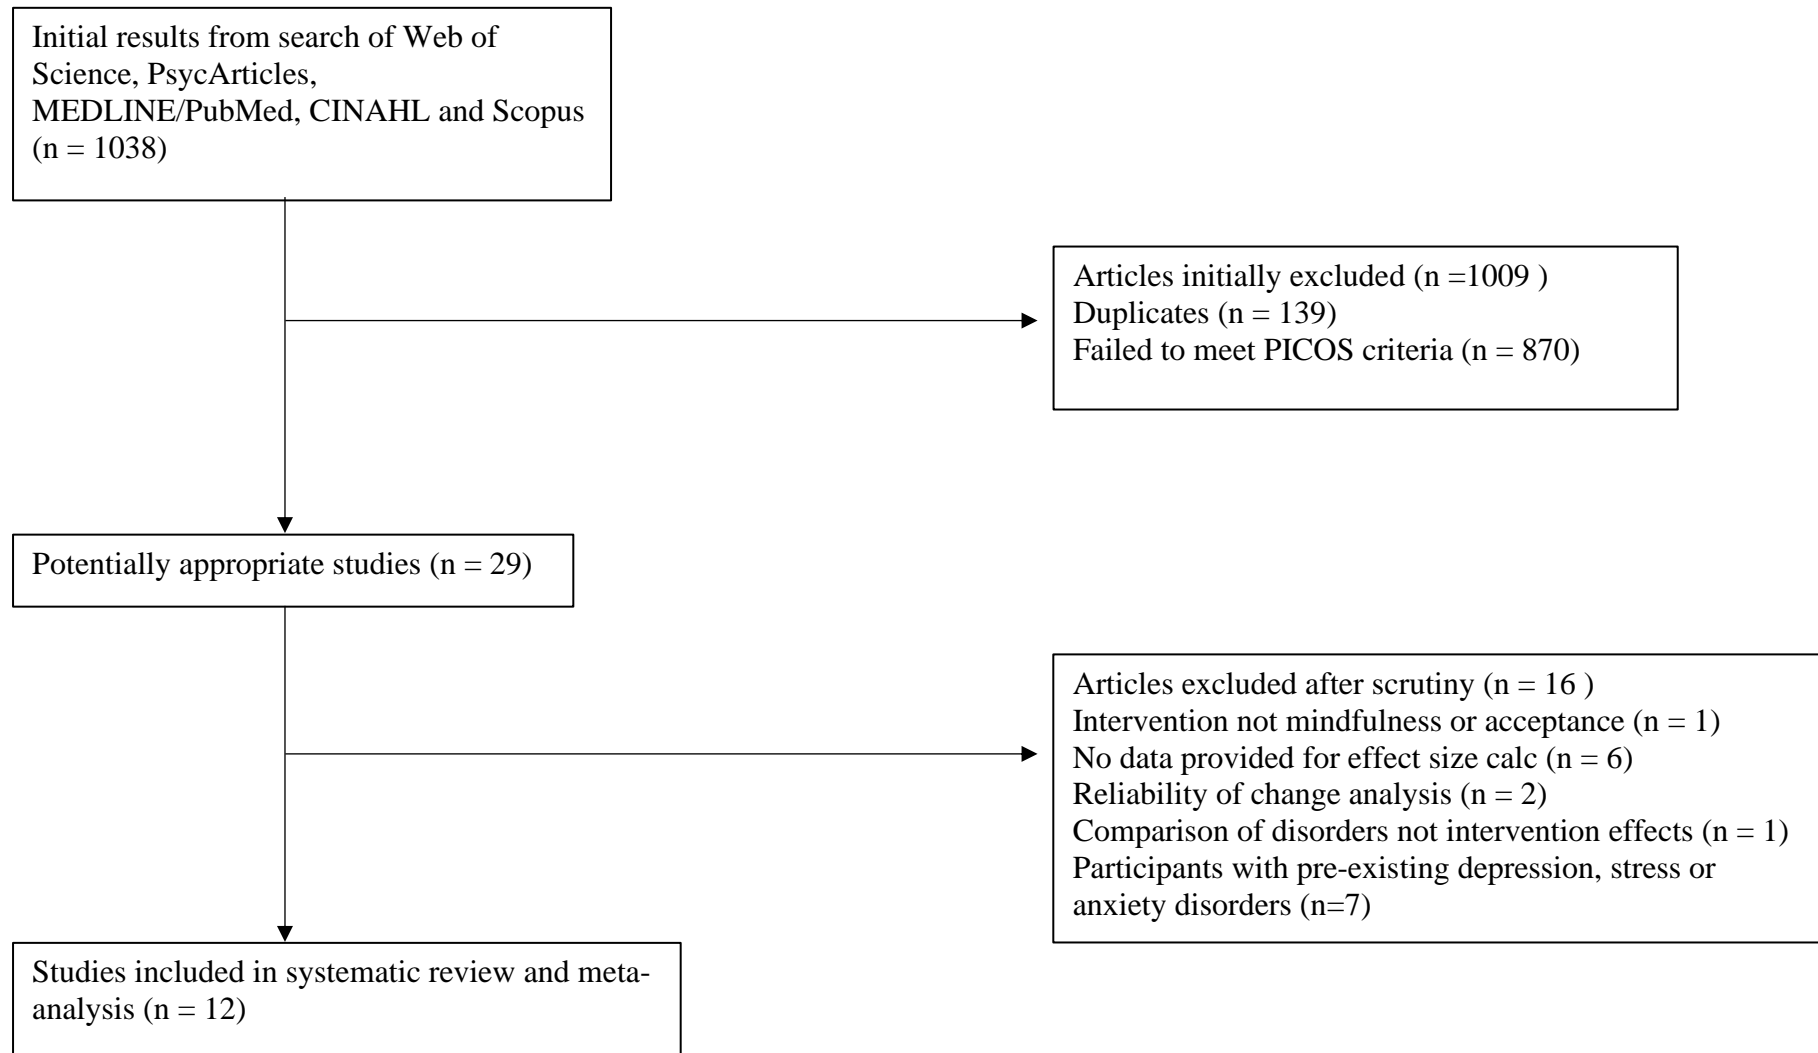 Initial results from search of Web of
Science, PsycArticles,
MEDLINE/PubMed, CINAHL and Scopus
(n = 1038)
Articles initially excluded (n =1009 )
Duplicates (n = 139)
Failed to meet PICOS criteria (n = 870)
Potentially appropriate studies (n = 29)
Articles excluded after scrutiny (n = 16 )
Intervention not mindfulness or acceptance (n = 1)
No data provided for effect size calc (n = 6)
Reliability of change analysis (n = 2)
Comparison of disorders not intervention effects (n = 1)
Participants with pre-existing depression, stress or
anxiety disorders (n=7)
Studies included in systematic review and meta-
analysis (n = 12)